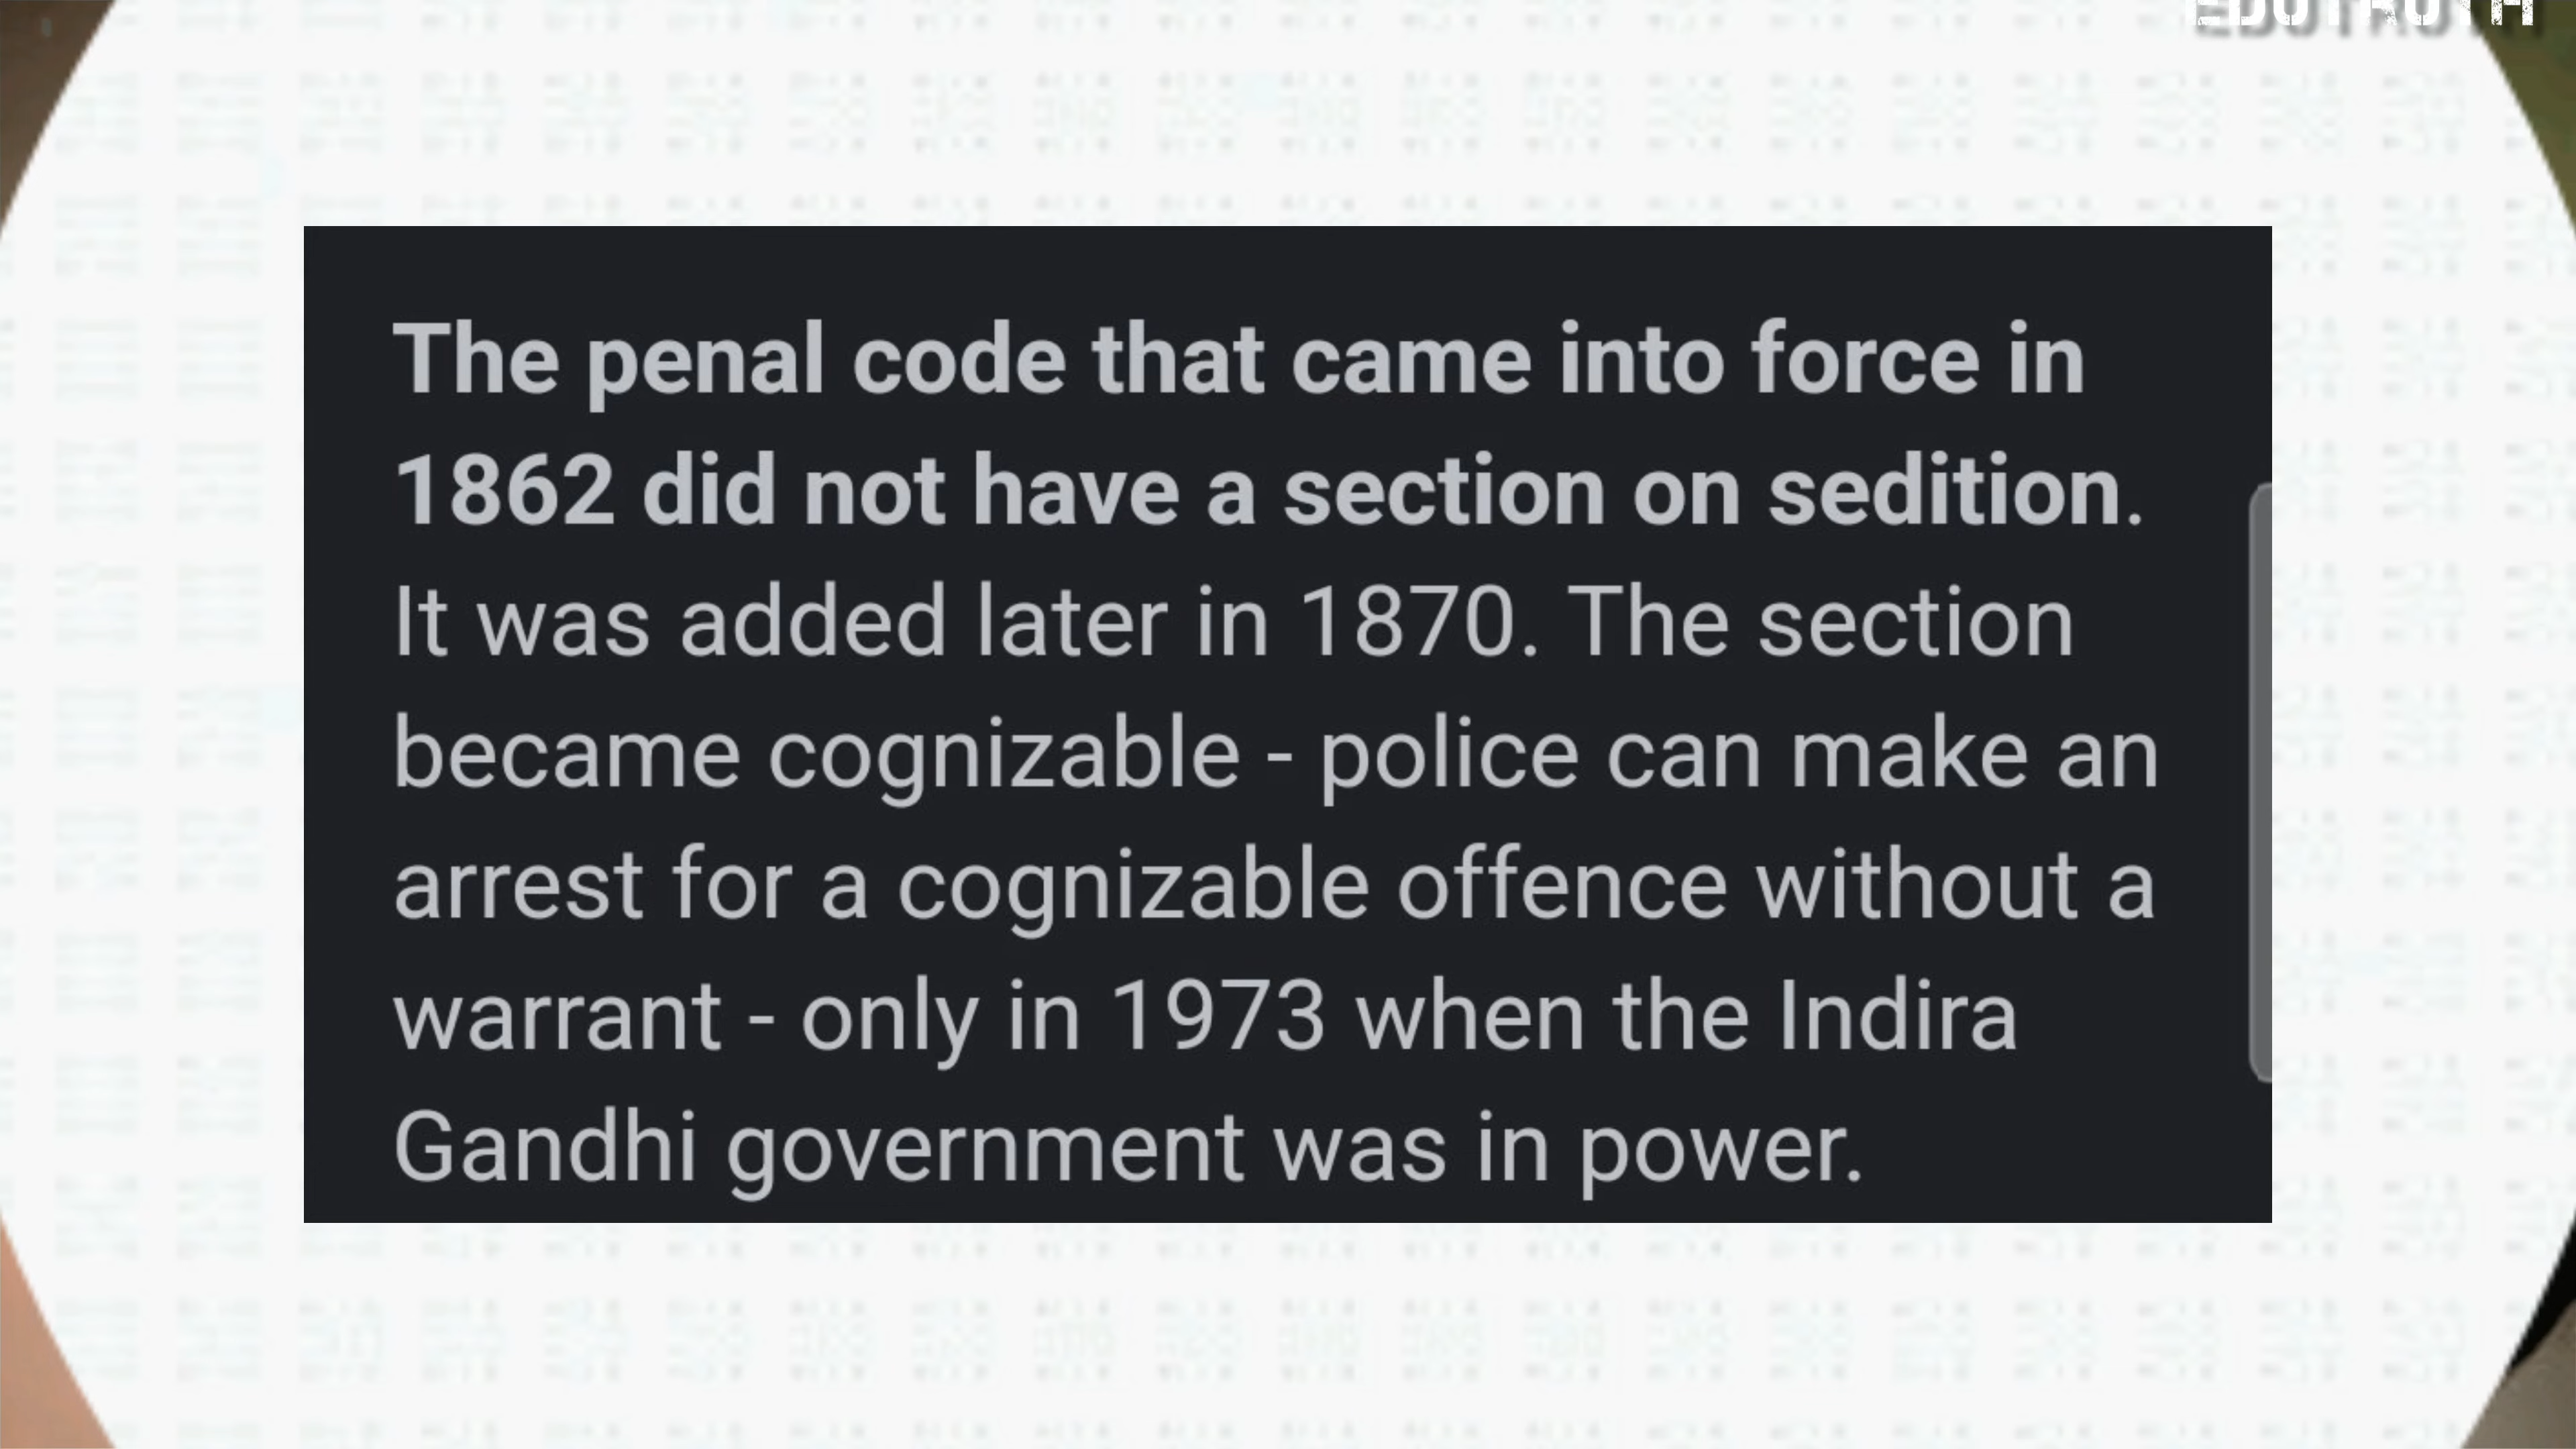 EDUTRUTH
The penal code that came into force in
1862 did not have a section on sedition.
It was added later in 1870. The section
became cognizable - police can make an
arrest for a cognizable offence without a
warrant - only in 1973 when the Indira
Gandhi government was in power.